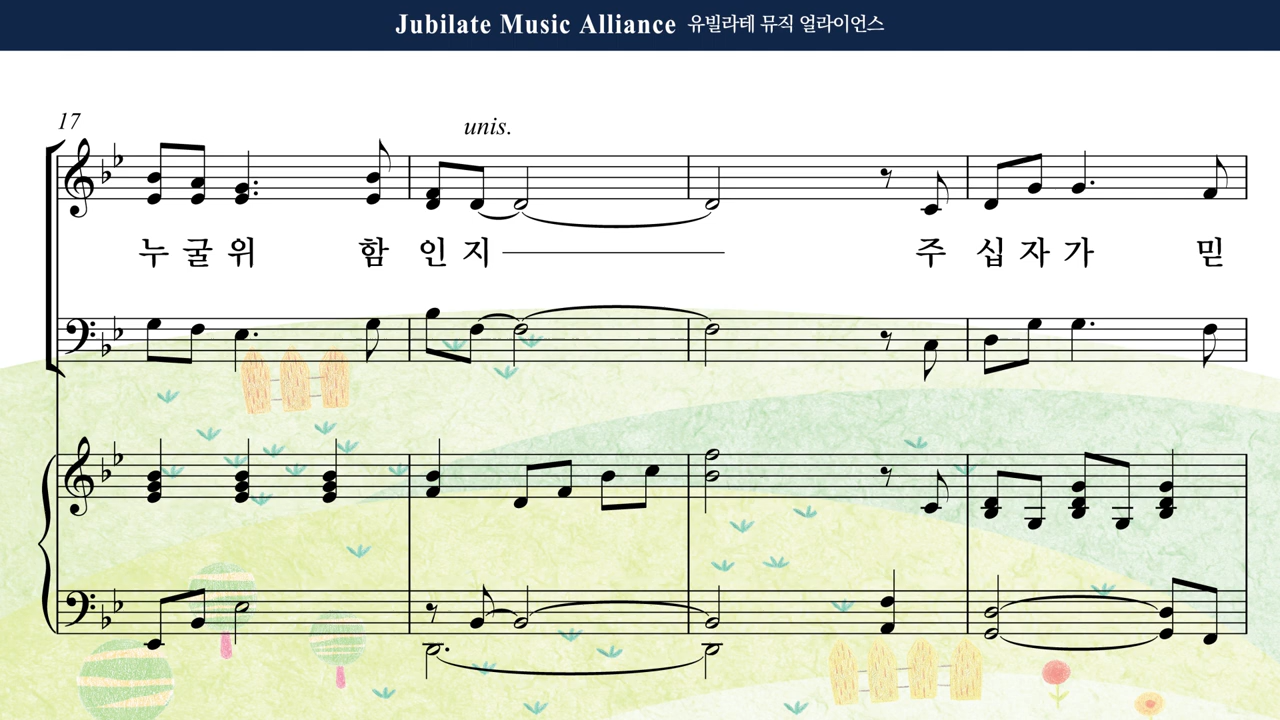 Jubilate Music Alliance 유빌라테 뮤직 얼라이언스
17
unis.
누 굴 위 함 인 지 주 십 자 가 믿